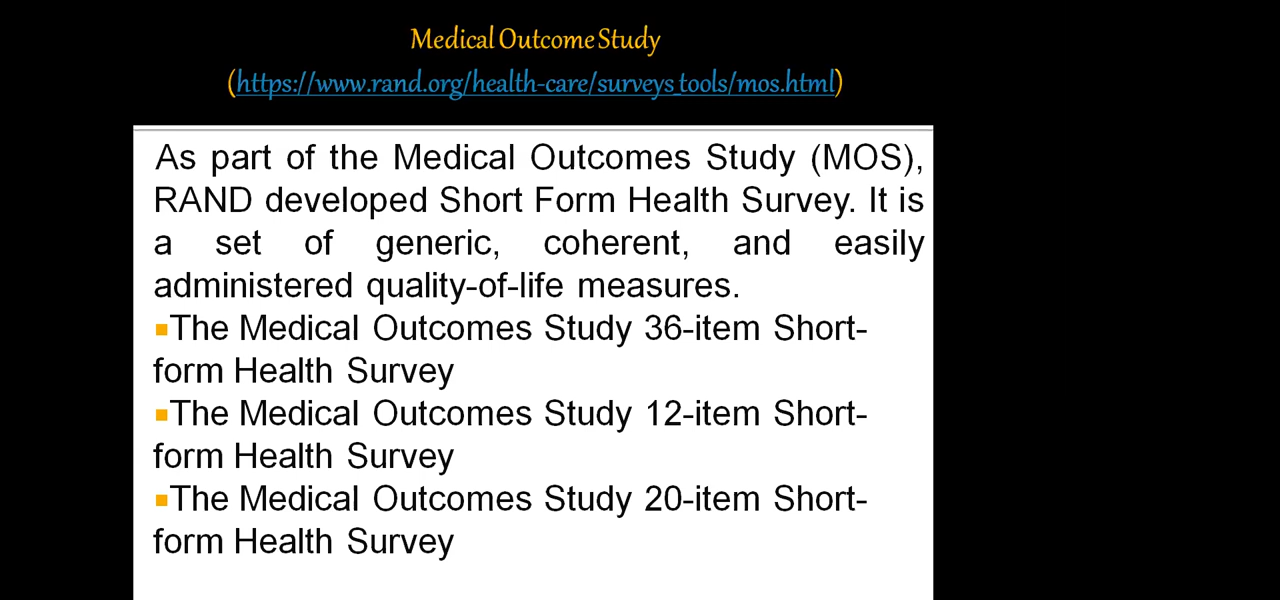 Medical Outcome Study
(https://www.rand.org/health-care/surveys_tools/mos.html)
As part of the Medical Outcomes Study (MOS),
RAND developed Short Form Health Survey. It is
a set of generic, coherent, and easily
administered quality-of-life measures.
▪The Medical Outcomes Study 36-item Short-
form Health Survey
▪The Medical Outcomes Study 12-item Short-
form Health Survey
▪The Medical Outcomes Study 20-item Short-
form Health Survey